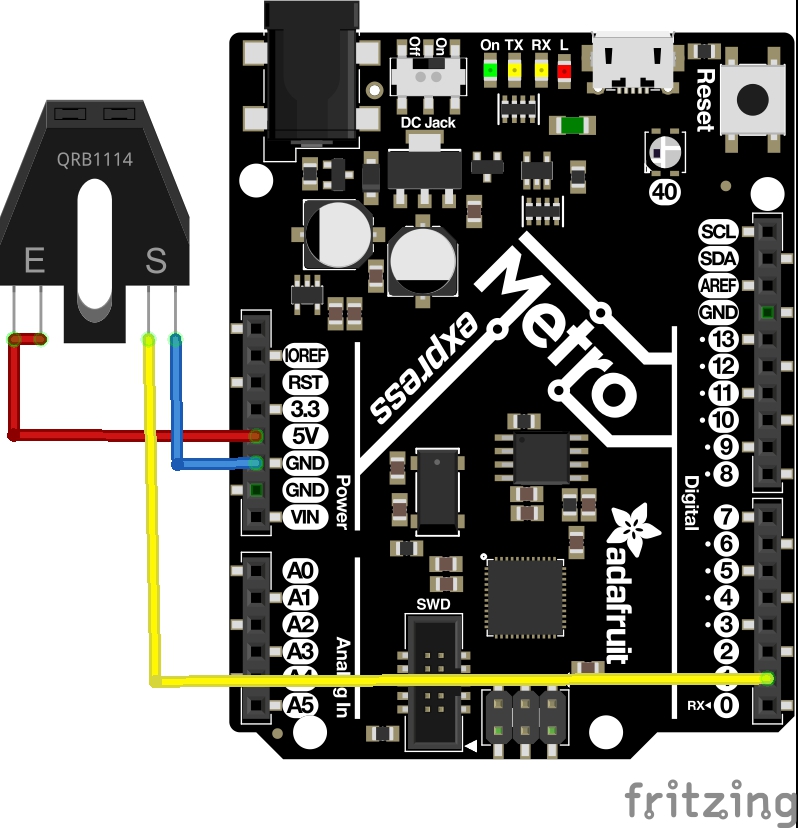 On TX RX L
Off On
DC Jack
Reset
40
QRB1114
E S
SCL
SDA
AREF
GND
13
12
11
10
9
8
7
6
5
4
3
2
RX◂ 0
Digital
Metro
express
IOREF
RST
3.3
5V
GND
GND
VIN
Power
A0
A1
A2
A3
A5
Analog In
SWD
adafruit
fritzing